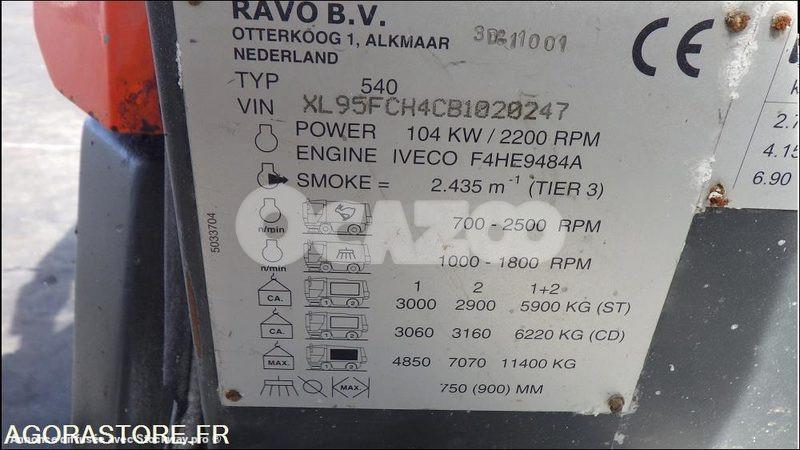 RAVO B.V.
OTTERKOOG 1, ALKMAAR
NEDERLAND
TYP 540
VIN XL95FCH4CB1020247
POWER 104 KW / 2200 RPM
ENGINE IVECO F4HE9484A
SMOKE = 2.435 m-1 (TIER 3)
n/min 700 - 2500 RPM
n/min 1000 - 1800 RPM
1 2 1+2
CA. 3000 2900 5900 KG (ST)
CA. 3060 3160 6220 KG (CD)
MAX. 4850 7070 11400 KG
MAX. 750 (900) MM
5033704
CE
4.15
6.90
OCAZOO
AGORASTORE.FR